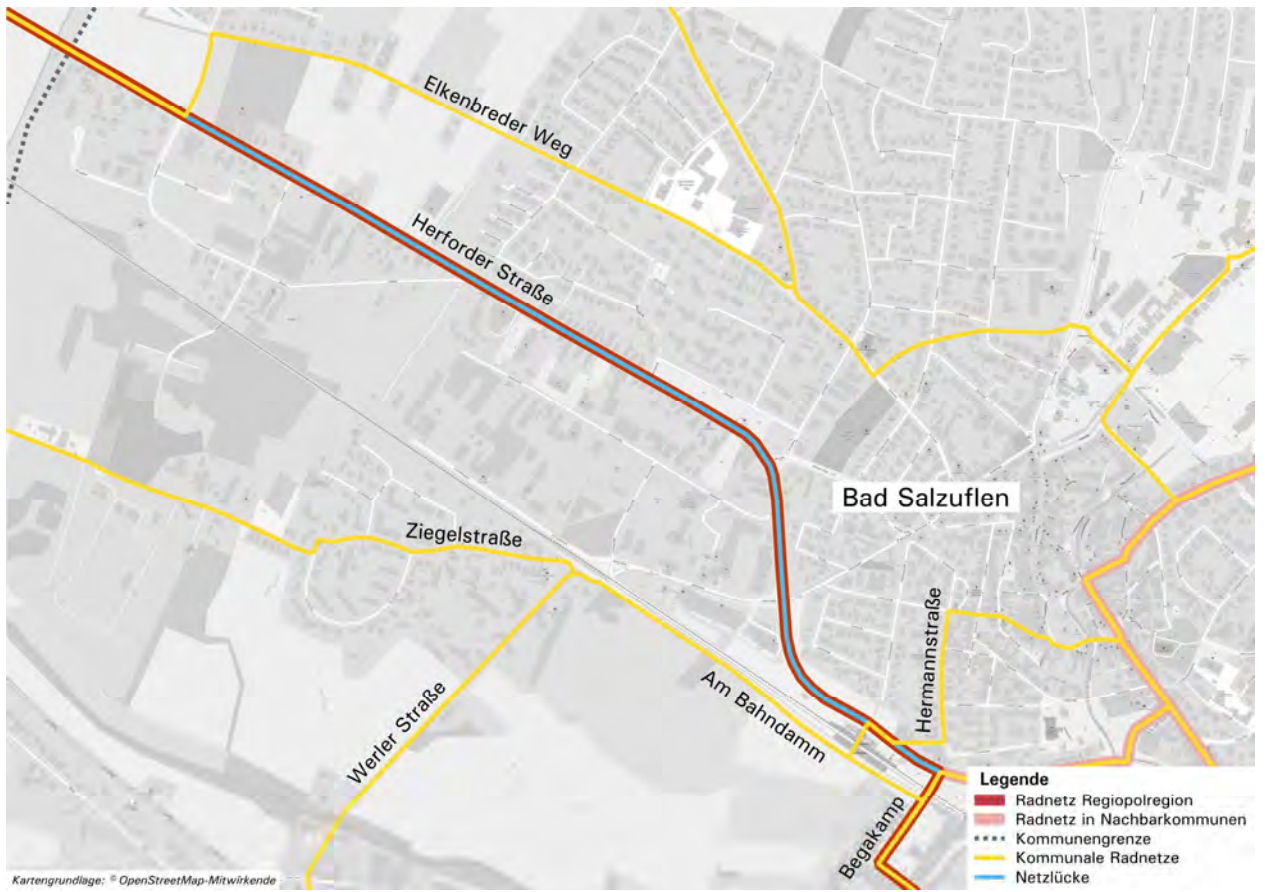 Elkenbreder Weg
Herforder Straße
Bad Salzuflen
Ziegelstraße
Hermannstraße
Am Bahndamm
Werler Straße
Begakamp
Legende
Radnetz Regiopolregion
Radnetz in Nachbarkommunen
Kommunengrenze
Kommunale Radnetze
Netzlücke
Kartengrundlage: © OpenStreetMap-Mitwirkende